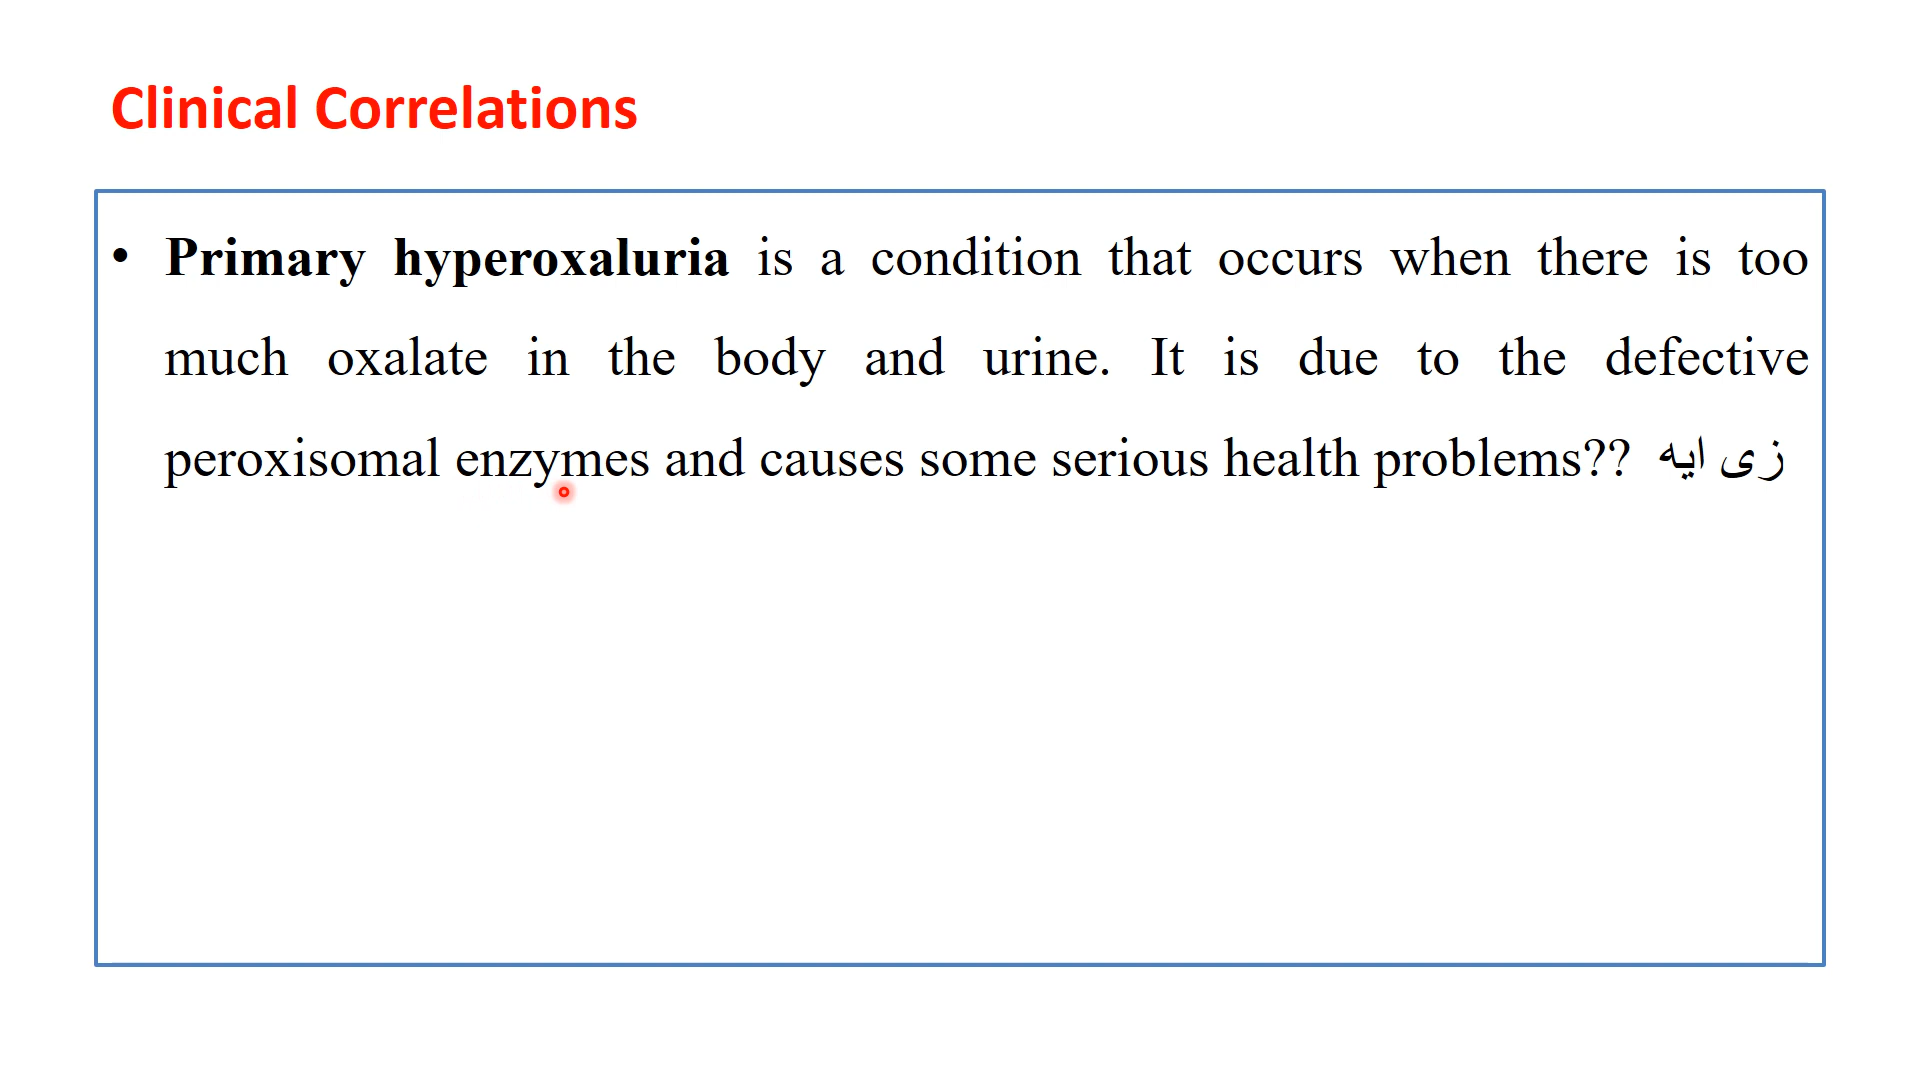 Clinical Correlations
• Primary hyperoxaluria is a condition that occurs when there is too
much oxalate in the body and urine. It is due to the defective
peroxisomal enzymes and causes some serious health problems?? زى ايه